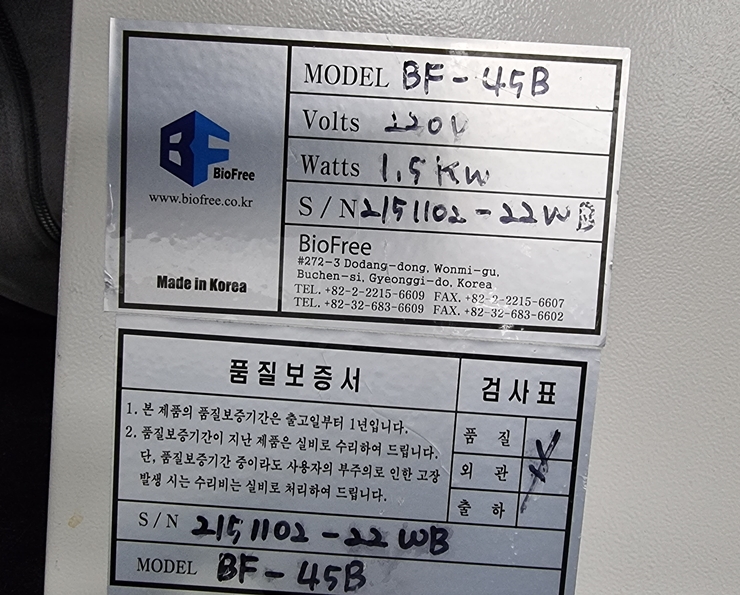 BF BioFree
www.biofree.co.kr
Made in Korea
MODEL BF-45B
Volts 220V
Watts 1.5KW
S/N 2151102-22WB
BioFree
#272-3 Dodang-dong, Wonmi-gu,
Buchen-si, Gyeonggi-do, Korea
TEL. +82-2-2215-6609 FAX. +82-2-2215-6607
TEL. +82-32-683-6609 FAX. +82-32-683-6602
품질보증서
1. 본 제품의 품질보증기간은 출고일부터 1년입니다.
2. 품질보증기간이 지난 제품은 실비로 수리하여 드립니다.
단, 품질보증기간 중이라도 사용자의 부주의로 인한 고장
발생 시는 수리비는 실비로 처리하여 드립니다.
검사표
품 질
외 관
출 하
S/N 2151102-22WB
MODEL BF-45B